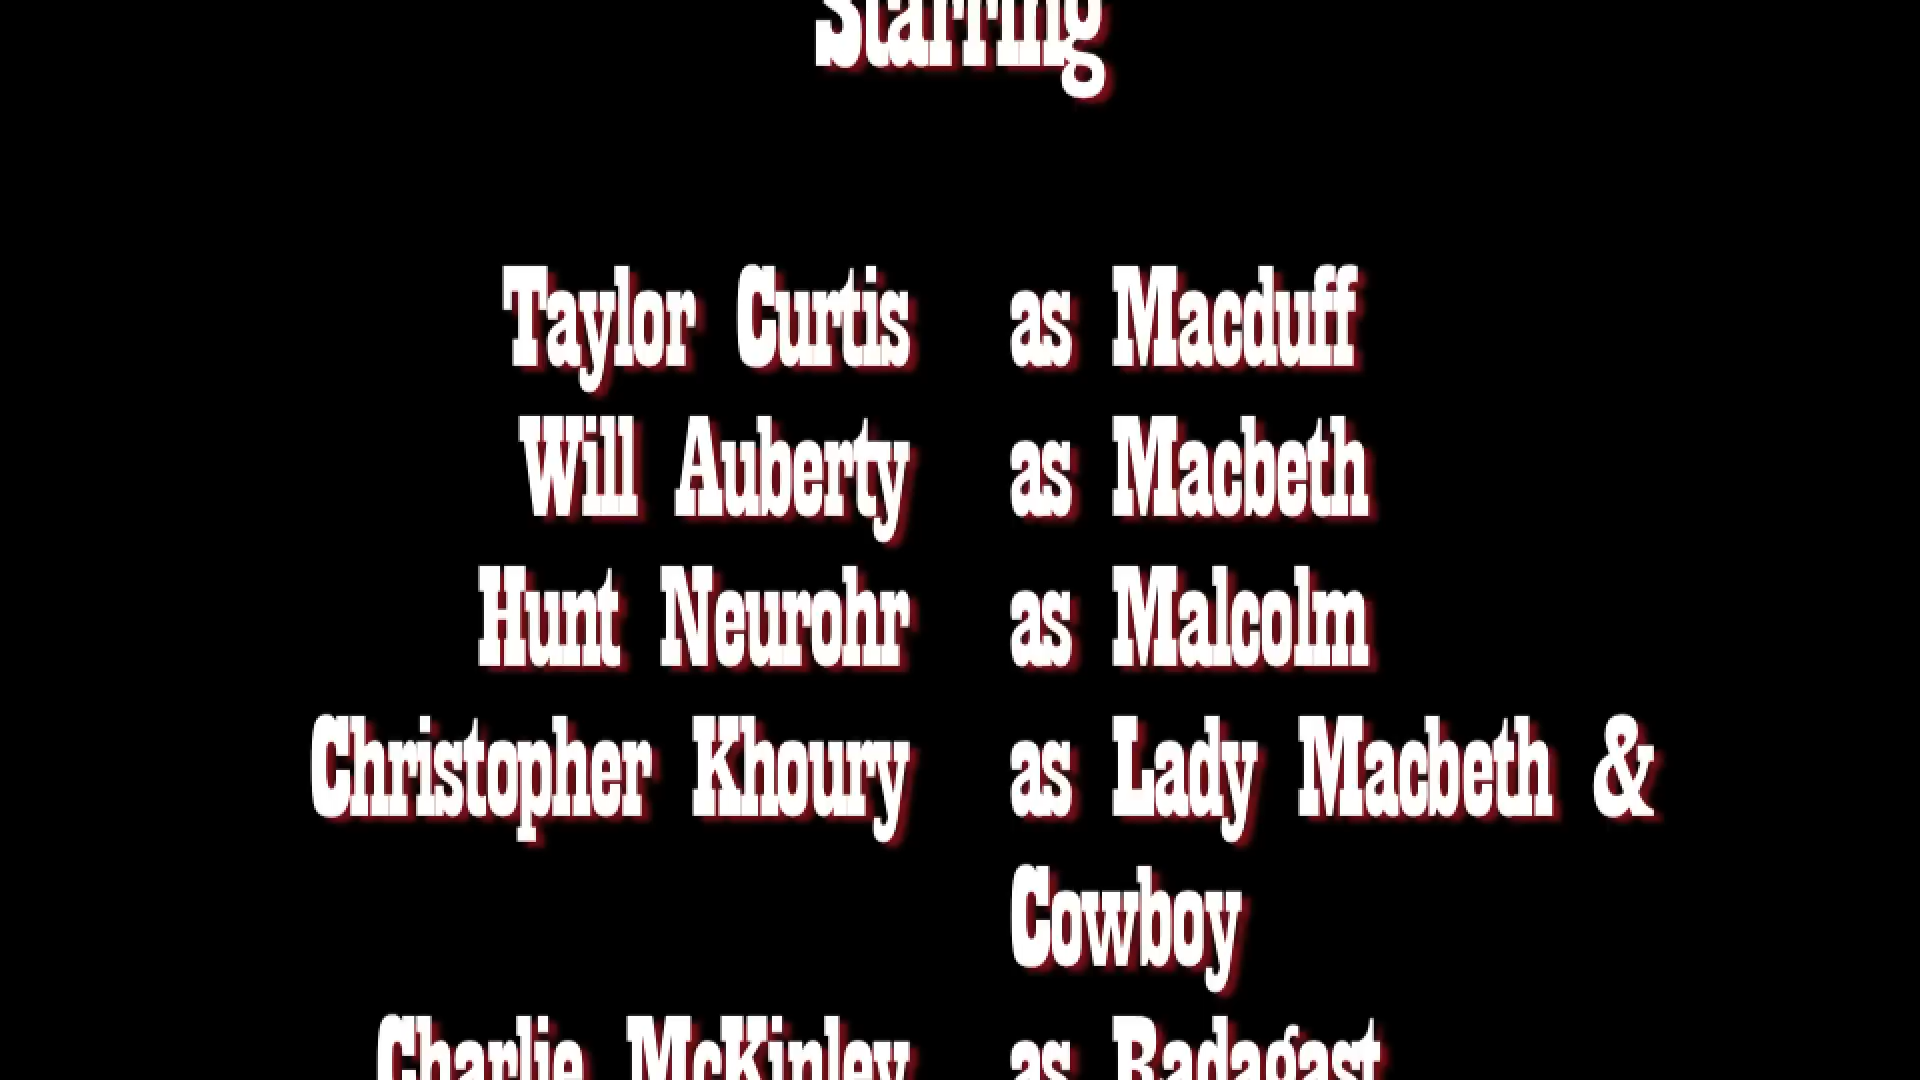 Starring
Taylor Curtis as Macduff
Will Auberty as Macbeth
Hunt Neurohr as Malcolm
Christopher Khoury as Lady Macbeth &
Cowboy
Charlie McKinley as Radagast